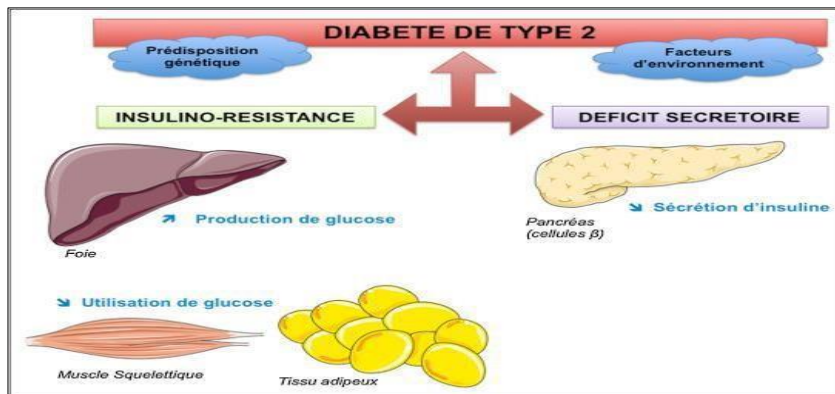 DIABETE DE TYPE 2
Prédisposition
génétique
Facteurs
d'environnement
INSULINO-RESISTANCE
DEFICIT SECRETOIRE
↗ Production de glucose
Foie
↘ Sécrétion d'insuline
Pancréas
(cellules β)
↘ Utilisation de glucose
Muscle Squelettique
Tissu adipeux